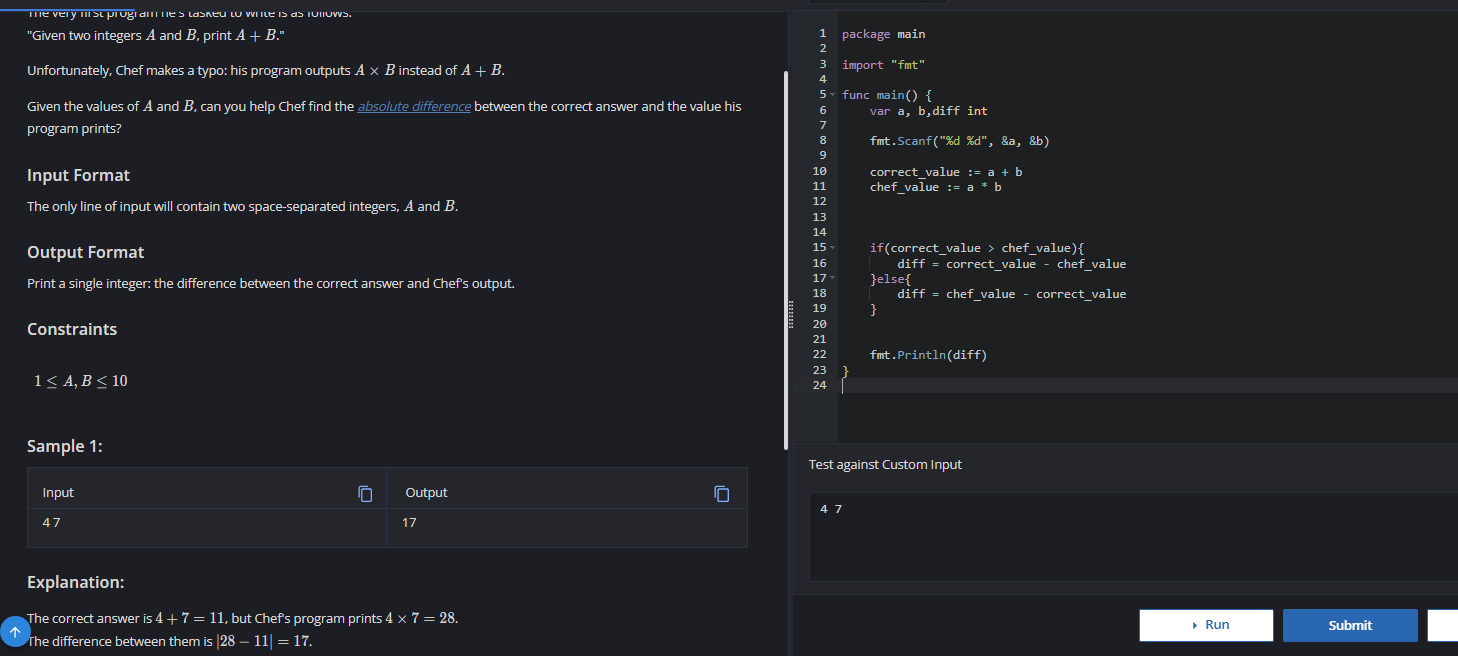 The very first program he's tasked to write is as follows:
"Given two integers A and B, print A + B."
Unfortunately, Chef makes a typo: his program outputs A × B instead of A + B.
Given the values of A and B, can you help Chef find the absolute difference between the correct answer and the value his
program prints?
Input Format
The only line of input will contain two space-separated integers, A and B.
Output Format
Print a single integer: the difference between the correct answer and Chef's output.
Constraints
1 ≤ A, B ≤ 10
Sample 1:
Input
Output
4 7
17
Explanation:
The correct answer is 4 + 7 = 11, but Chef's program prints 4 × 7 = 28.
The difference between them is |28 − 11| = 17.
1 package main
2
3 import "fmt"
4
5 func main() {
6 var a, b,diff int
7
8 fmt.Scanf("%d %d", &a, &b)
9
10 correct_value := a + b
11 chef_value := a * b
12
13
14
15 if(correct_value > chef_value){
16 diff = correct_value - chef_value
17 }else{
18 diff = chef_value - correct_value
19 }
20
21
22 fmt.Println(diff)
23 }
24
Test against Custom Input
4 7
Run
Submit